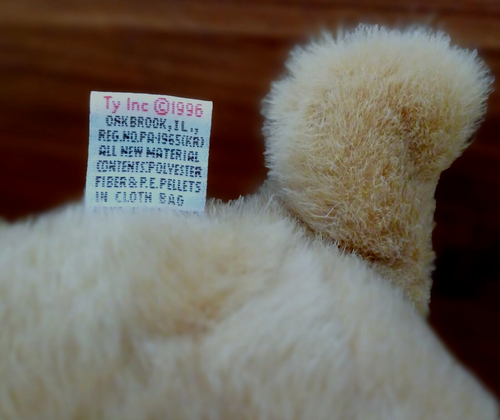 Ty Inc ©1996
OAKBROOK, IL.,
REG.NO.PA-1965(KR)
ALL NEW MATERIAL
CONTENTS:POLYESTER
FIBER & P.E. PELLETS
IN CLOTH BAG